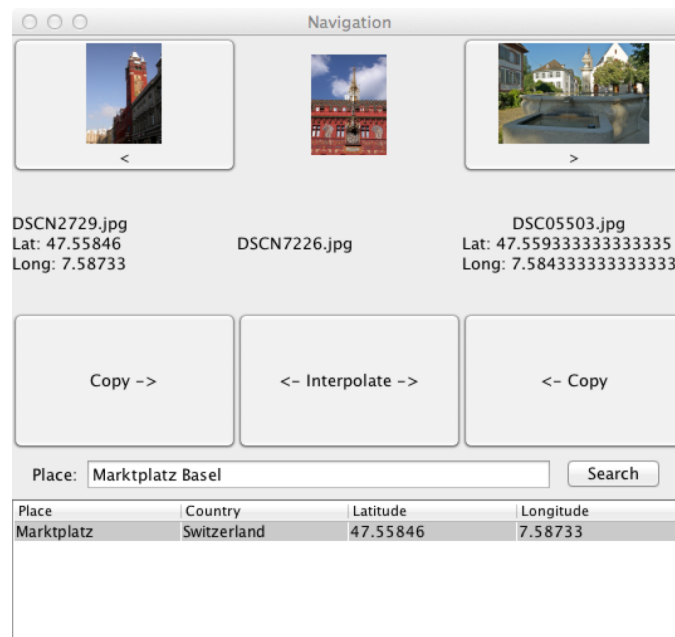 Navigation
<
>
DSCN2729.jpg
Lat: 47.55846
Long: 7.58733
DSCN7226.jpg
DSC05503.jpg
Lat: 47.559333333333335
Long: 7.584333333333333
Copy ->
<- Interpolate ->
<- Copy
Place: Marktplatz Basel Search
Place Country Latitude Longitude
Marktplatz Switzerland 47.55846 7.58733